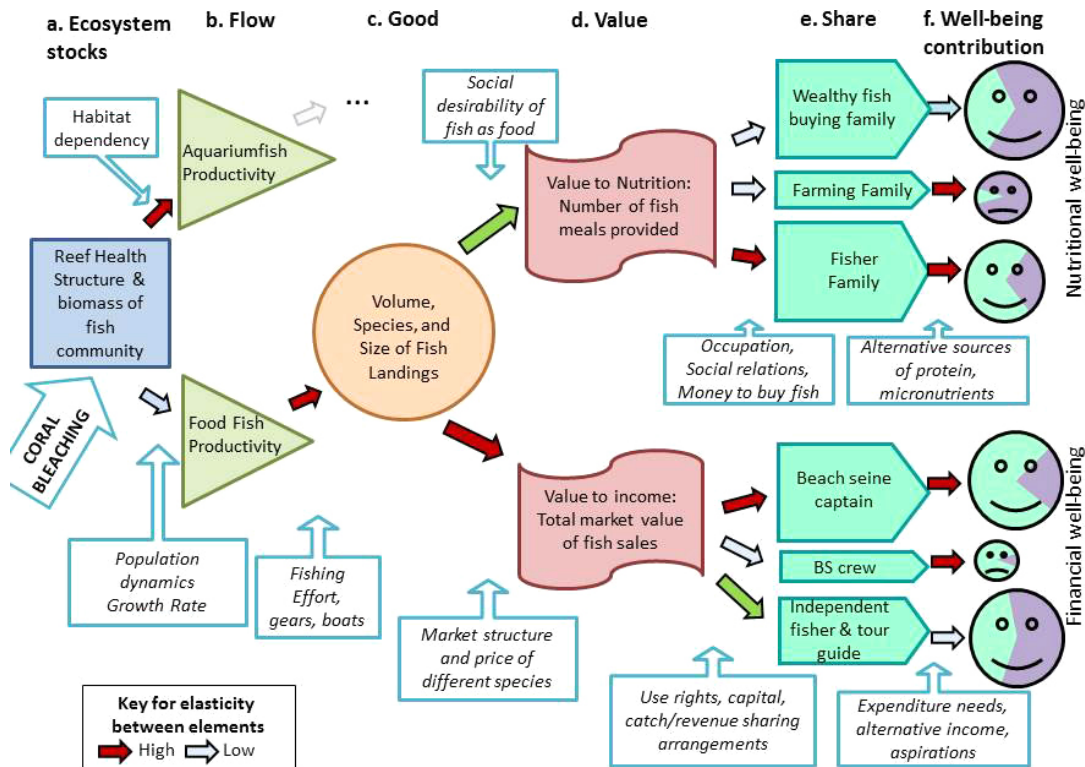 a. Ecosystem
stocks
b. Flow
c. Good
d. Value
e. Share
f. Well-being
contribution
Habitat
dependency
Aquariumfish
Productivity
...
Social
desirability of
fish as food
Wealthy fish
buying family
Value to Nutrition:
Number of fish
meals provided
Farming Family
Fisher
Family
Nutritional well-being
Reef Health
Structure &
biomass of
fish
community
Volume,
Species, and
Size of Fish
Landings
Occupation,
Social relations,
Money to buy fish
Alternative sources
of protein,
micronutrients
CORAL
BLEACHING
Food Fish
Productivity
Value to income:
Total market value
of fish sales
Beach seine
captain
BS crew
Independent
fisher & tour
guide
Financial well-being
Population
dynamics
Growth Rate
Fishing
Effort,
gears, boats
Market structure
and price of
different species
Use rights, capital,
catch/revenue sharing
arrangements
Expenditure needs,
alternative income,
aspirations
Key for elasticity
between elements
High
Low